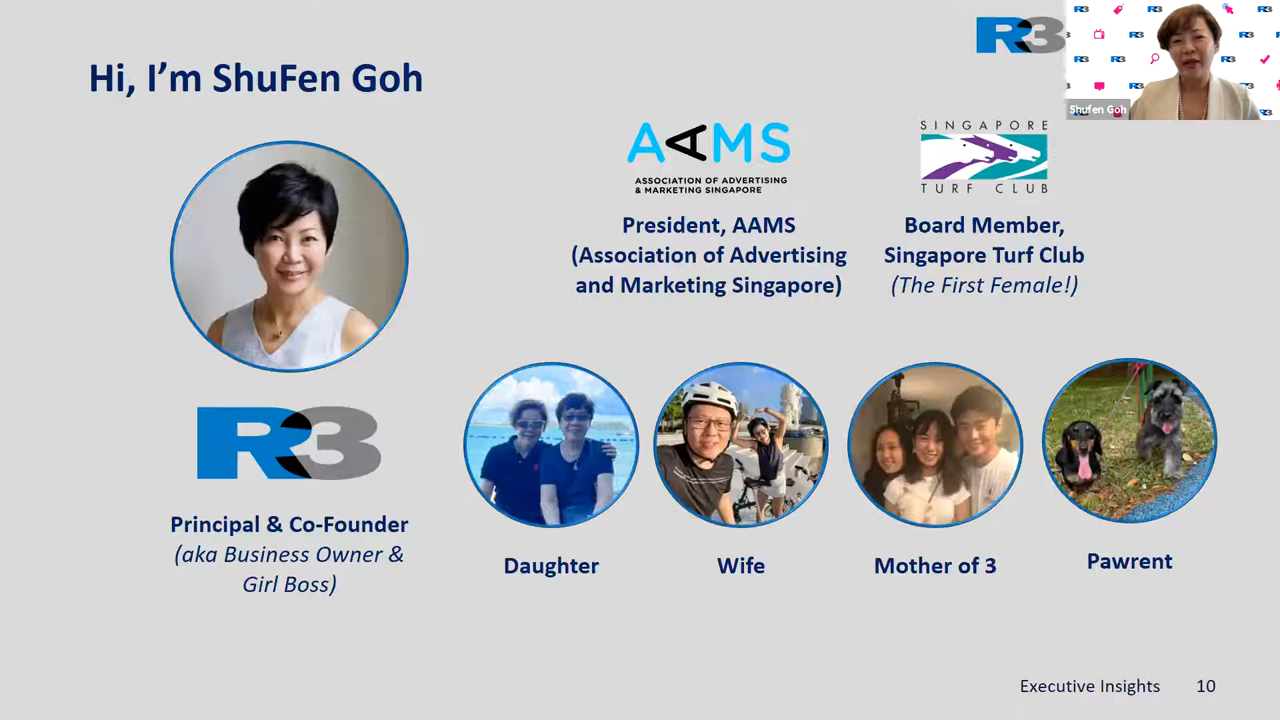 R3
Shufen Goh
Hi, I'm ShuFen Goh
AAMS
ASSOCIATION OF ADVERTISING
& MARKETING SINGAPORE
SINGAPORE
TURF CLUB
President, AAMS
(Association of Advertising
and Marketing Singapore)
Board Member,
Singapore Turf Club
(The First Female!)
R3
Principal & Co-Founder
(aka Business Owner &
Girl Boss)
Daughter
Wife
Mother of 3
Pawrent
Executive Insights 10